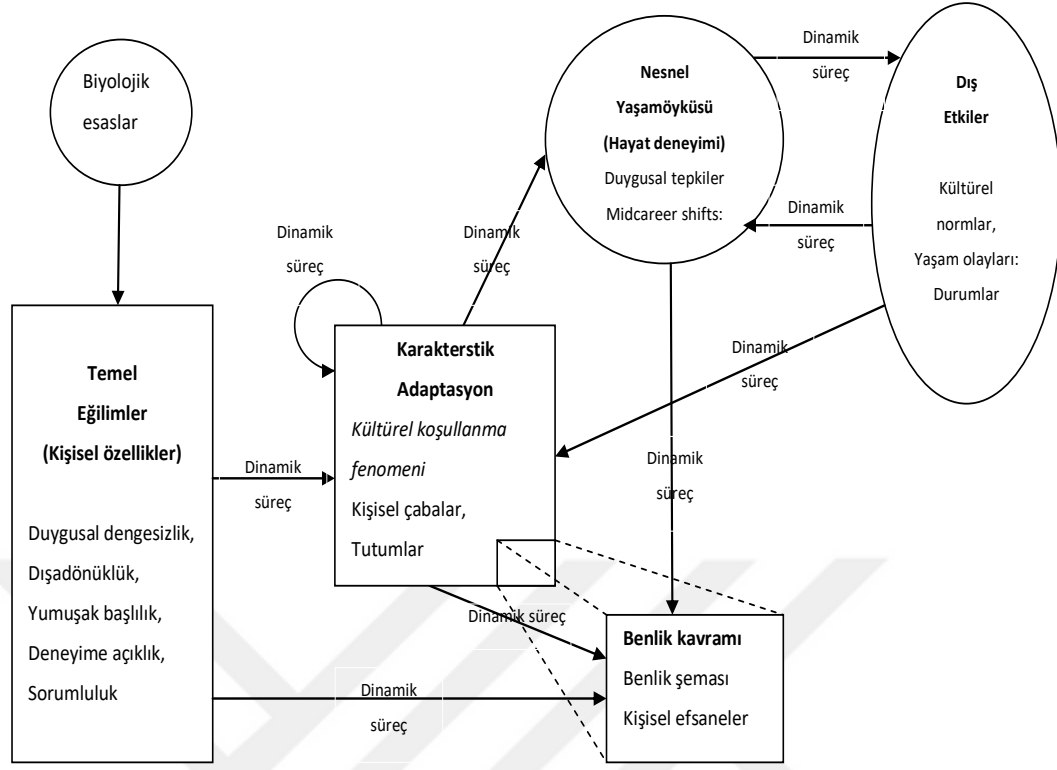 Biyolojik
esaslar
Temel
Eğilimler
(Kişisel özellikler)
Duygusal dengesizlik,
Dışadönüklük,
Yumuşak başlılık,
Deneyime açıklık,
Sorumluluk
Dinamik
süreç
Dinamik
süreç
Karakterstik
Adaptasyon
Kültürel koşullanma
fenomeni
Kişisel çabalar,
Tutumlar
Dinamik
süreç
Nesnel
Yaşamöyküsü
(Hayat deneyimi)
Duygusal tepkiler
Midcareer shifts:
Dinamik
süreç
Dinamik
süreç
Dış
Etkiler
Kültürel
normlar,
Yaşam olayları:
Durumlar
Dinamik
süreç
Dinamik
süreç
Dinamik süreç
Dinamik
süreç
Benlik kavramı
Benlik şeması
Kişisel efsaneler